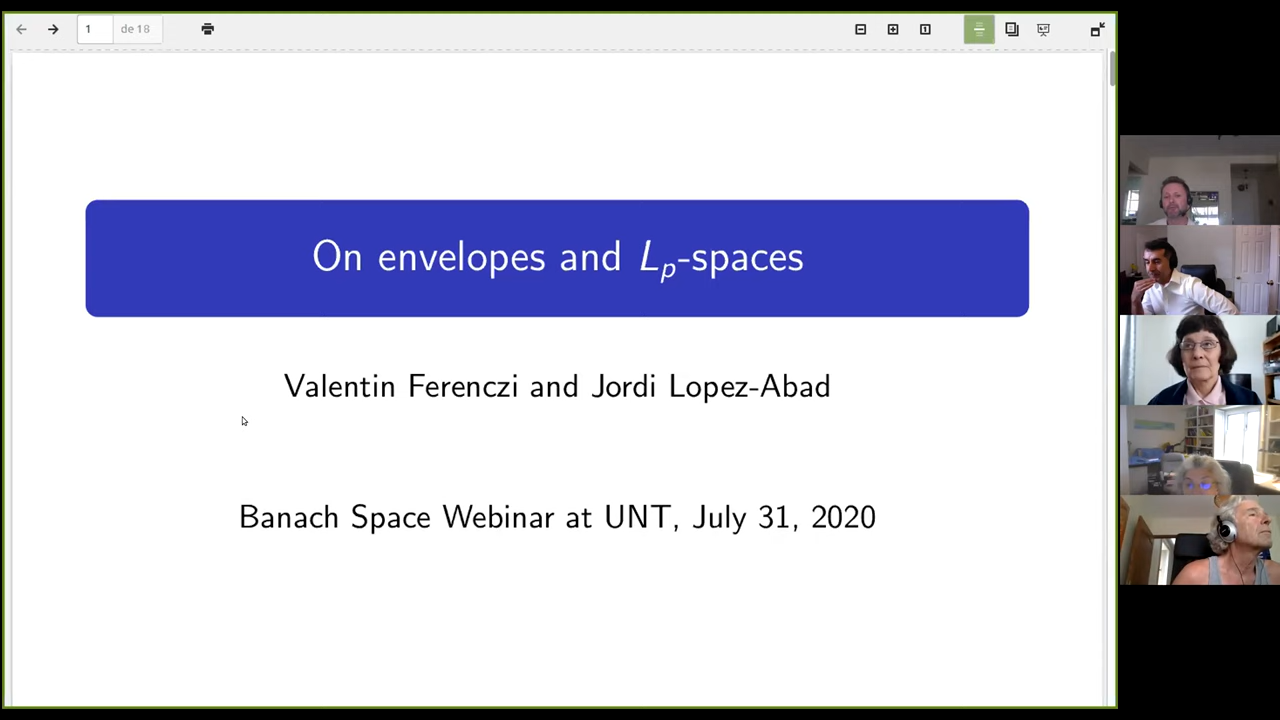 1
de 18
On envelopes and Lp-spaces
Valentin Ferenczi and Jordi Lopez-Abad
Banach Space Webinar at UNT, July 31, 2020